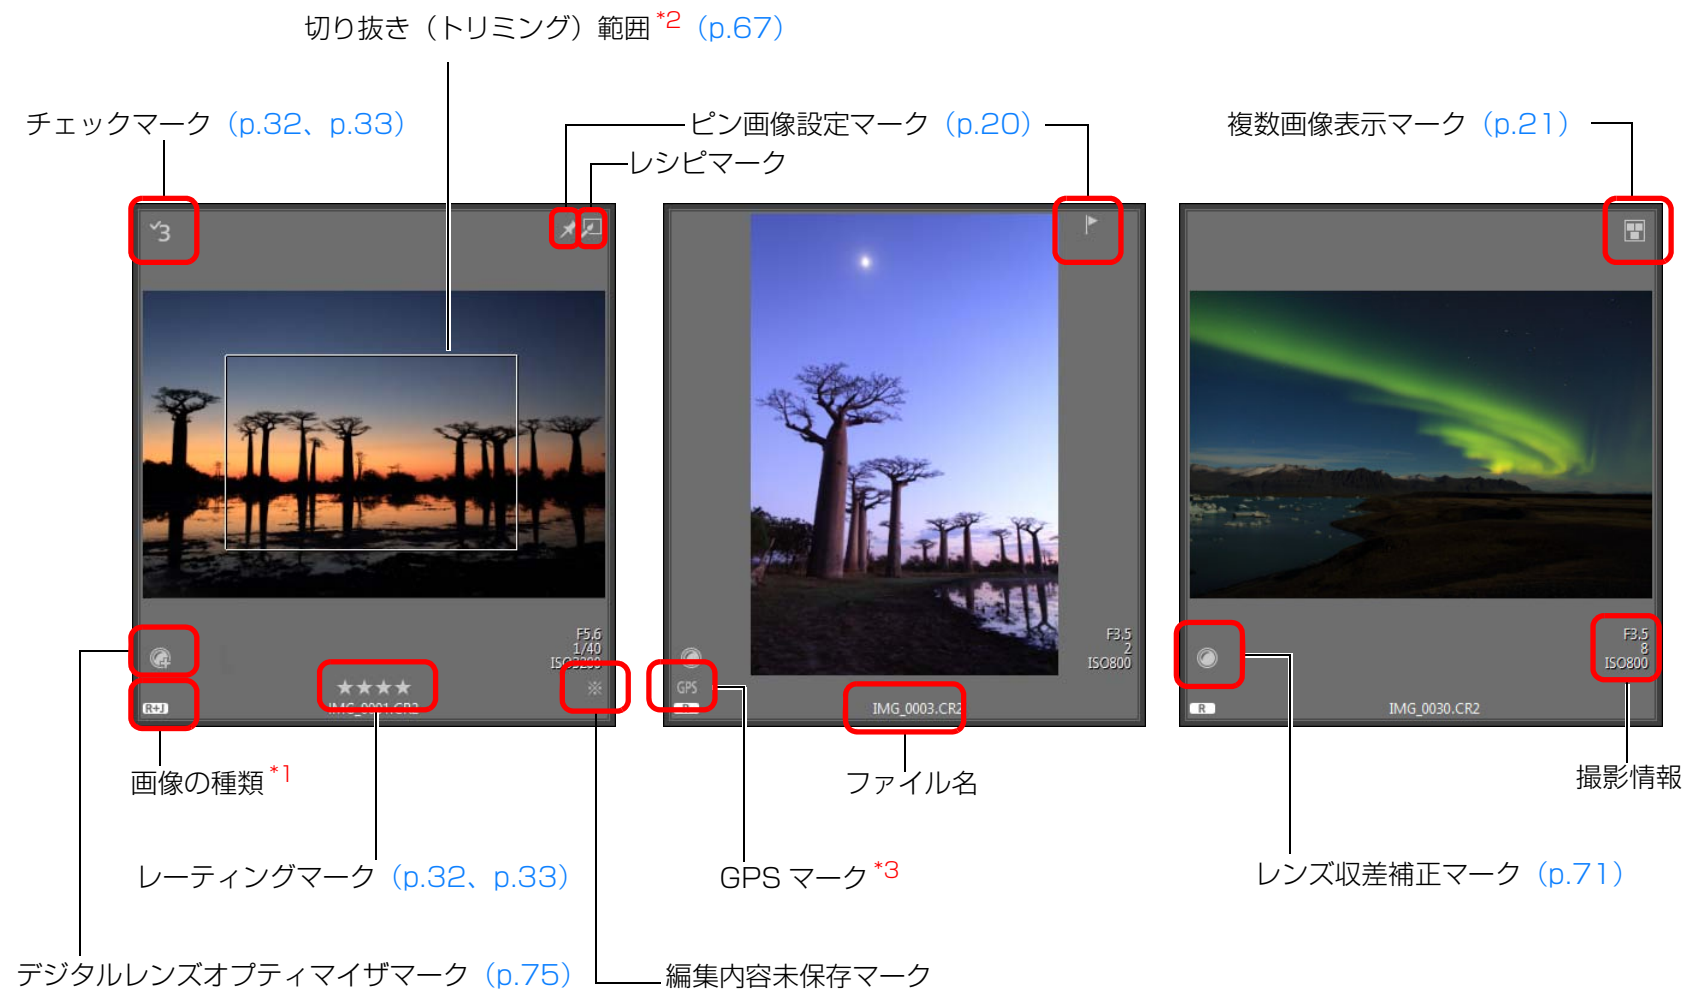 切り抜き（トリミング）範囲*2（p.67）
チェックマーク（p.32、p.33）
ピン画像設定マーク（p.20）
複数画像表示マーク（p.21）
レシピマーク
3
F5.6
1/40
ISO3200
★★★★
※
R+J
IMG_0001.CR2
F3.5
2
ISO800
GPS
R
IMG_0003.CR2
F3.5
8
ISO800
R
IMG_0030.CR2
画像の種類*1
ファイル名
撮影情報
レーティングマーク（p.32、p.33）
GPS マーク*3
レンズ収差補正マーク（p.71）
デジタルレンズオプティマイザマーク（p.75）
編集内容未保存マーク